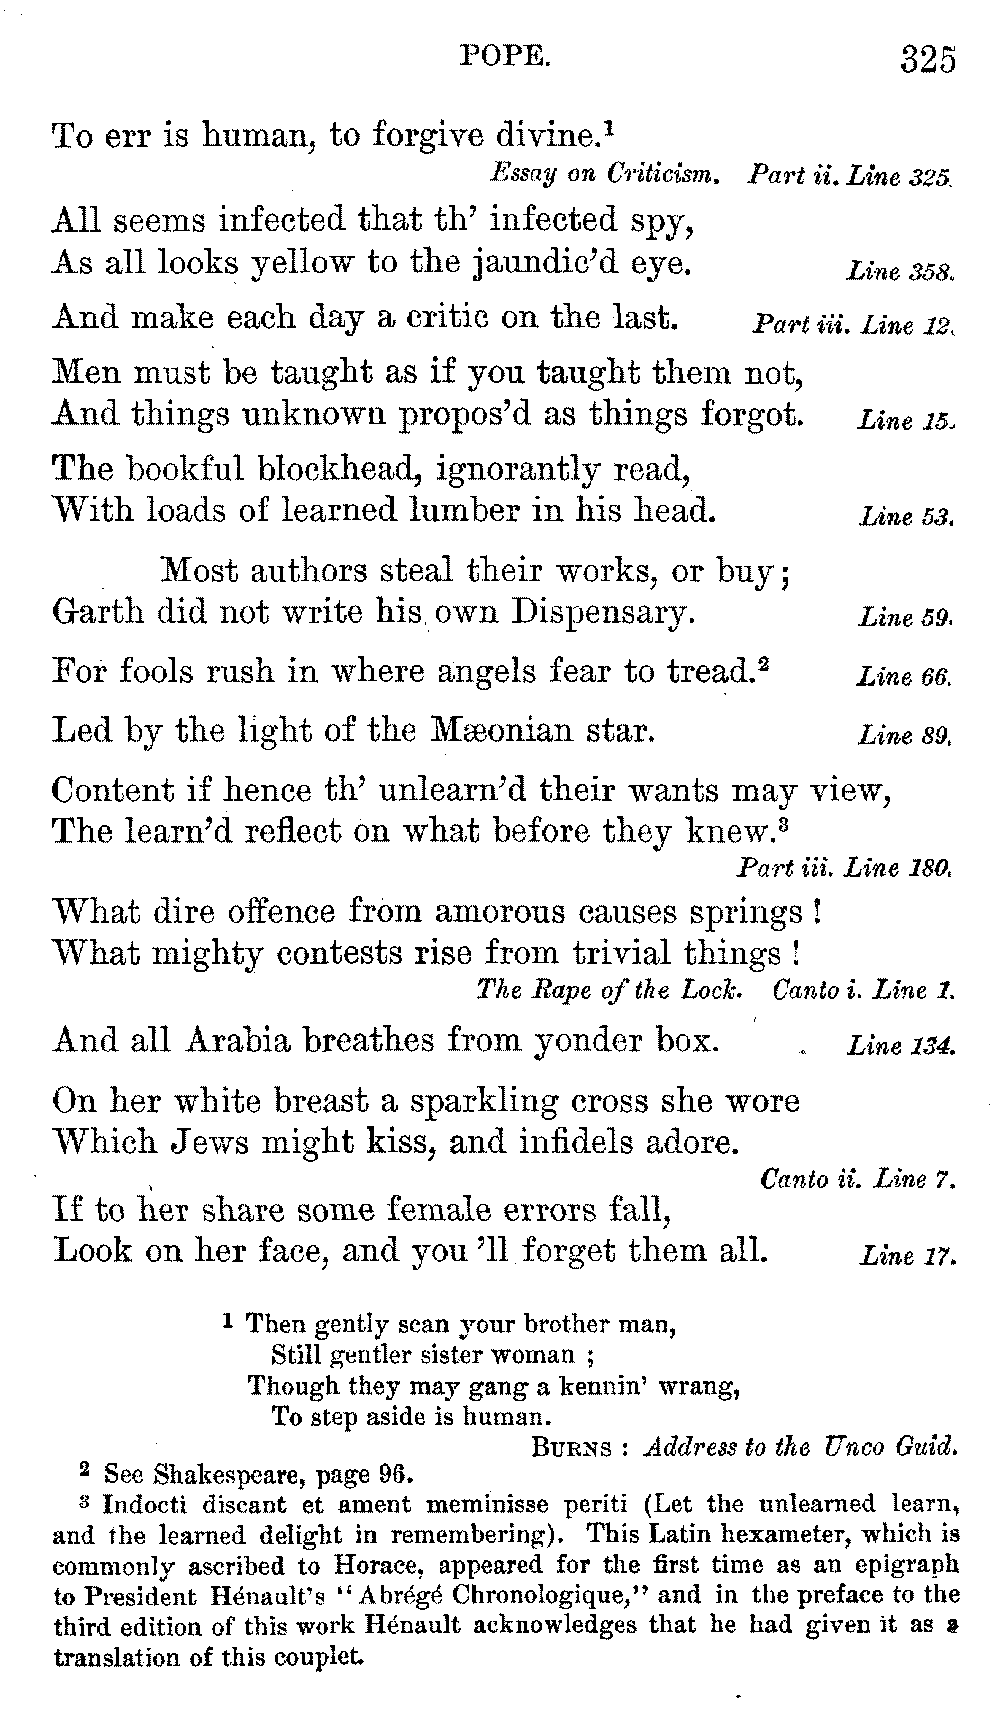 POPE. 325
To err is human, to forgive divine.¹
Essay on Criticism. Part ii. Line 325.
All seems infected that th' infected spy,
As all looks yellow to the jaundic'd eye. Line 358.
And make each day a critic on the last. Part iii. Line 12.
Men must be taught as if you taught them not,
And things unknown propos'd as things forgot. Line 15.
The bookful blockhead, ignorantly read,
With loads of learned lumber in his head. Line 53.
Most authors steal their works, or buy;
Garth did not write his own Dispensary. Line 59.
For fools rush in where angels fear to tread.² Line 66.
Led by the light of the Mæonian star. Line 89.
Content if hence th' unlearn'd their wants may view,
The learn'd reflect on what before they knew.³
Part iii. Line 180.
What dire offence from amorous causes springs!
What mighty contests rise from trivial things!
The Rape of the Lock. Canto i. Line 1.
And all Arabia breathes from yonder box. Line 134.
On her white breast a sparkling cross she wore
Which Jews might kiss, and infidels adore.
Canto ii. Line 7.
If to her share some female errors fall,
Look on her face, and you 'll forget them all. Line 17.
¹ Then gently scan your brother man,
Still gentler sister woman;
Though they may gang a kennin' wrang,
To step aside is human.
BURNS: Address to the Unco Guid.
² See Shakespeare, page 96.
³ Indocti discant et ament meminisse periti (Let the unlearned learn,
and the learned delight in remembering). This Latin hexameter, which is
commonly ascribed to Horace, appeared for the first time as an epigraph
to President Hénault's "Abrégé Chronologique," and in the preface to the
third edition of this work Hénault acknowledges that he had given it as a
translation of this couplet.